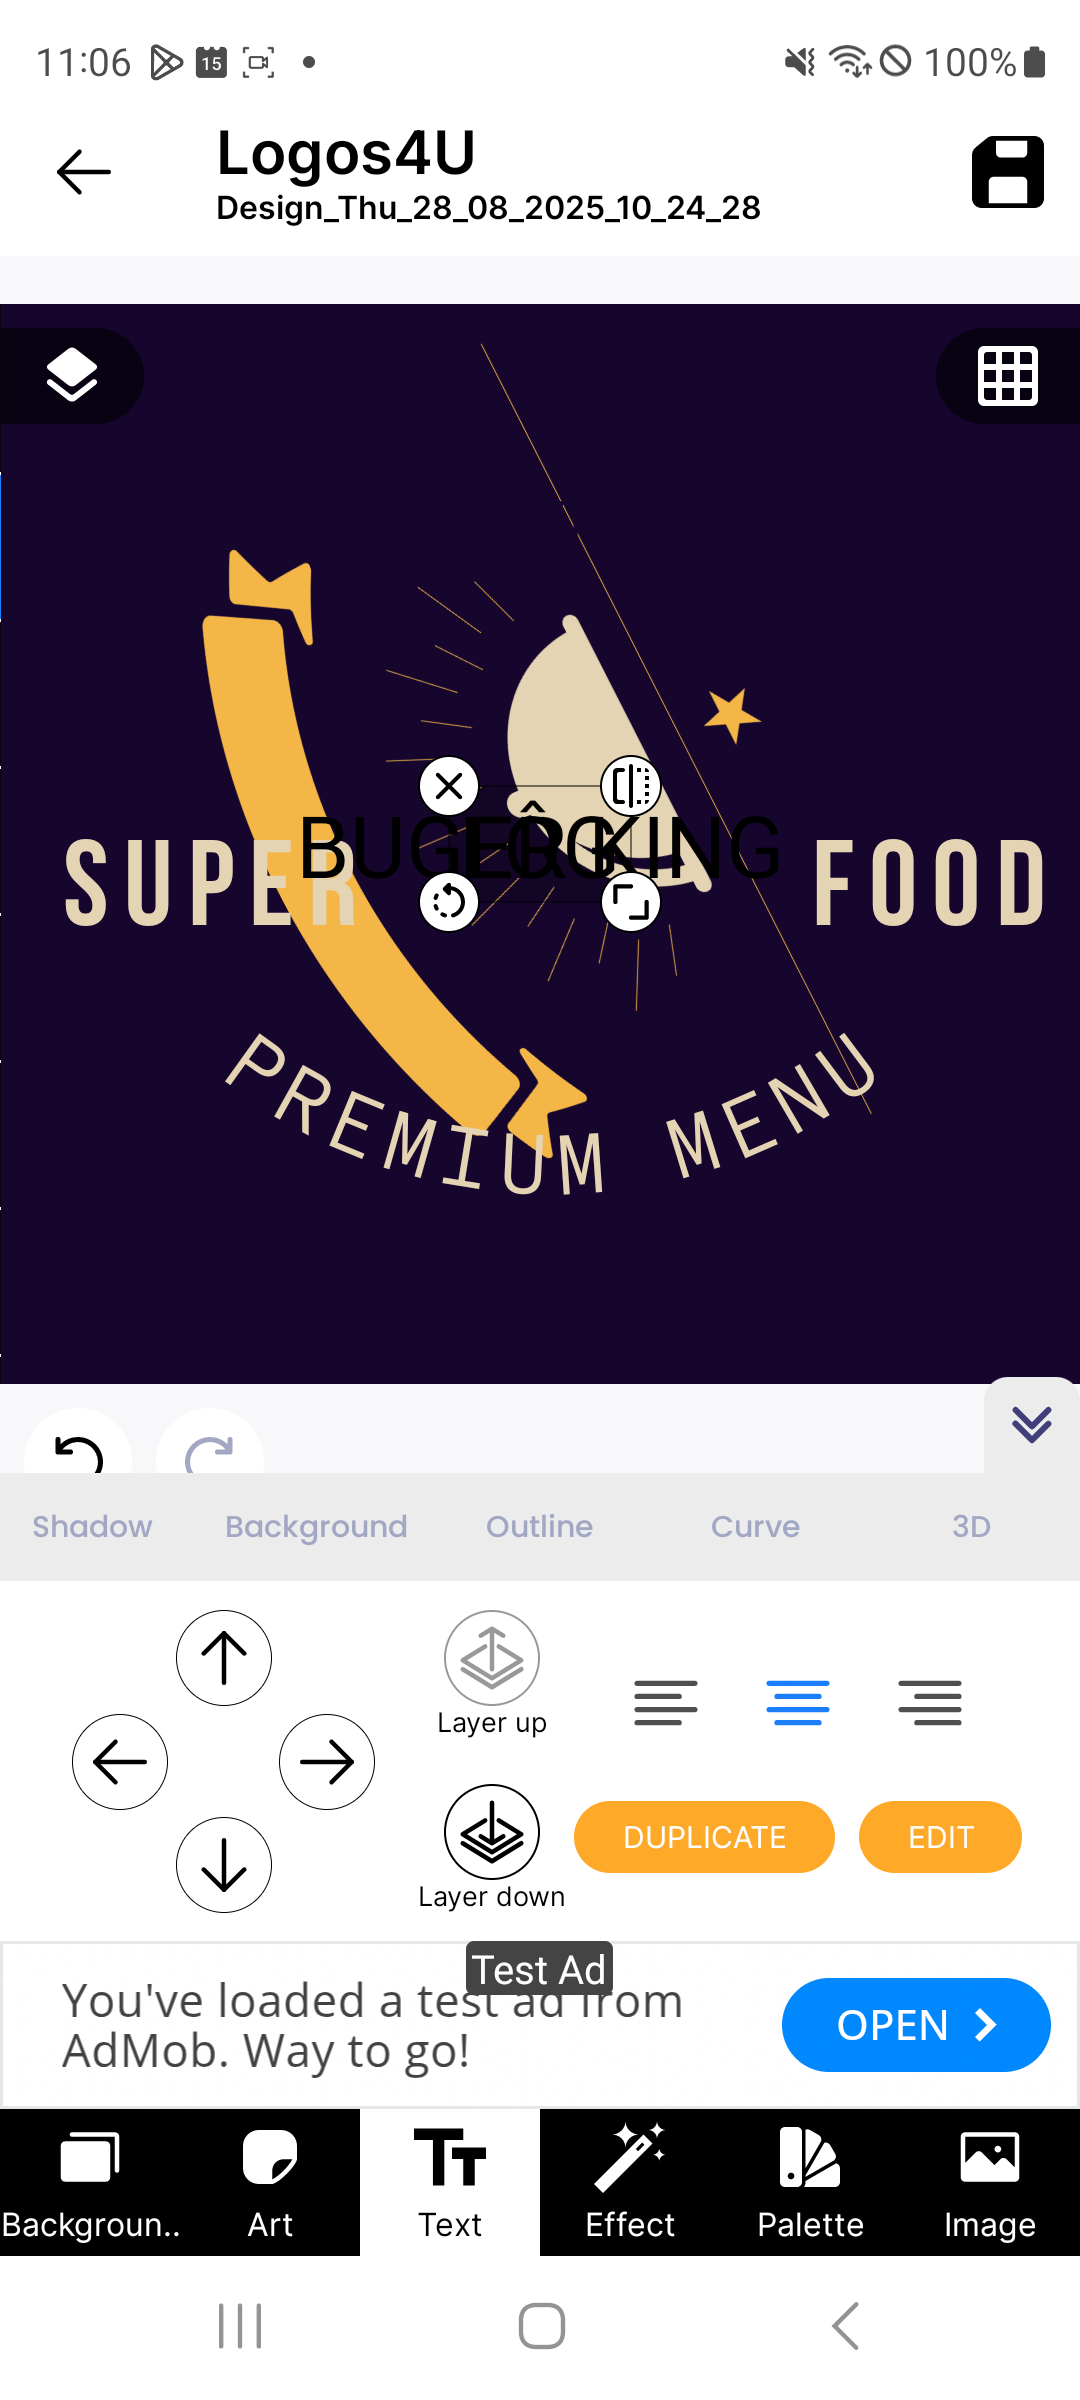 11:06
15
100%
Logos4U
Design_Thu_28_08_2025_10_24_28
SUPER
FOOD
PREMIUM MENU
Shadow Background Outline Curve 3D
Layer up
Layer down
DUPLICATE EDIT
Test Ad
You've loaded a test ad from
AdMob. Way to go!
OPEN
Backgroun.. Art Text Effect Palette Image